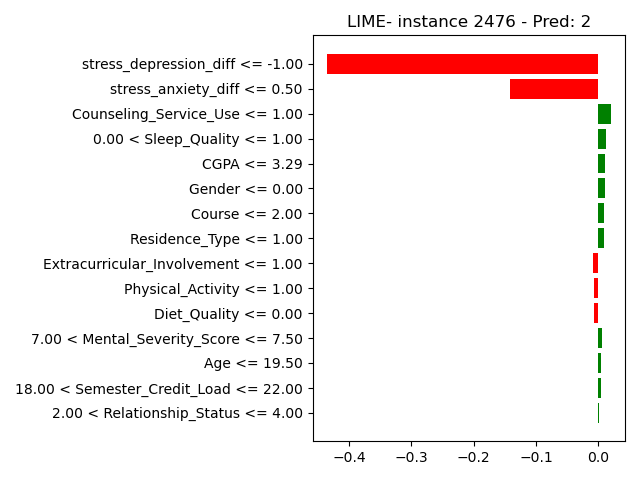 LIME- instance 2476 - Pred: 2
stress_depression_diff <= -1.00
stress_anxiety_diff <= 0.50
Counseling_Service_Use <= 1.00
0.00 < Sleep_Quality <= 1.00
CGPA <= 3.29
Gender <= 0.00
Course <= 2.00
Residence_Type <= 1.00
Extracurricular_Involvement <= 1.00
Physical_Activity <= 1.00
Diet_Quality <= 0.00
7.00 < Mental_Severity_Score <= 7.50
Age <= 19.50
18.00 < Semester_Credit_Load <= 22.00
2.00 < Relationship_Status <= 4.00
−0.4 −0.3 −0.2 −0.1 0.0